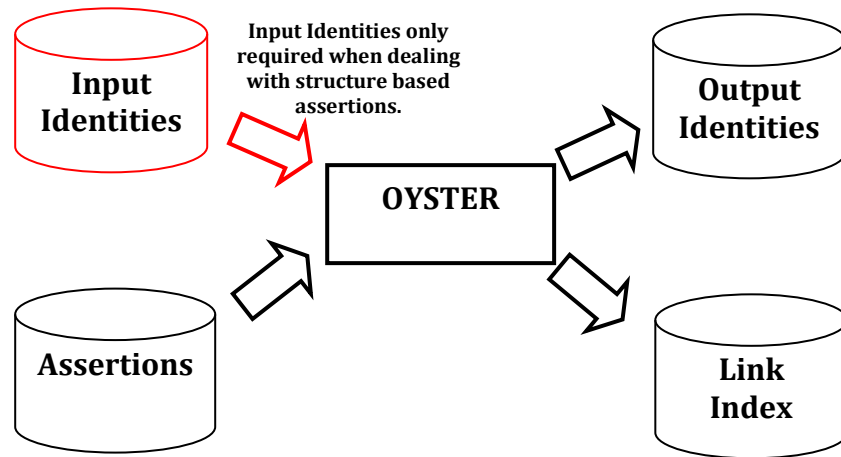 Input
Identities
Input Identities only
required when dealing
with structure based
assertions.
Output
Identities
OYSTER
Assertions
Link
Index